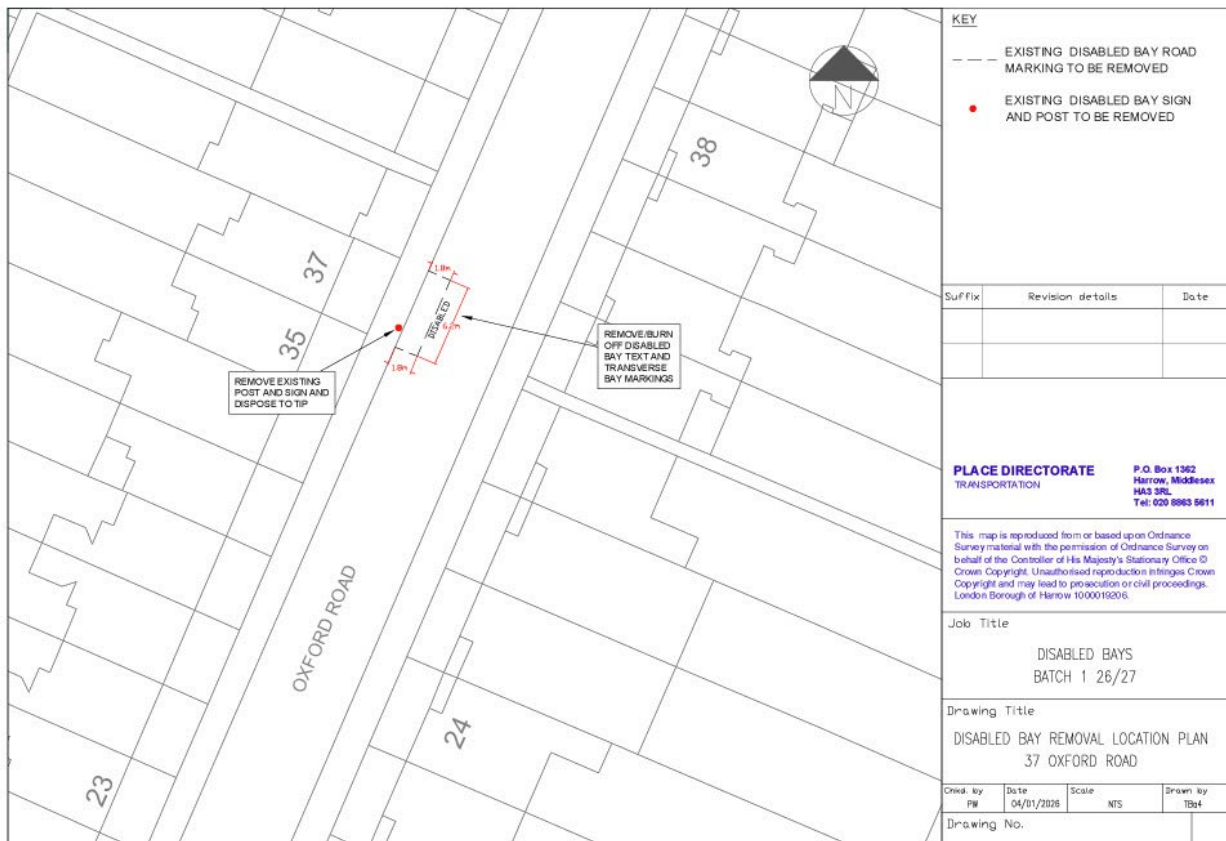 KEY
EXISTING DISABLED BAY ROAD
MARKING TO BE REMOVED
EXISTING DISABLED BAY SIGN
AND POST TO BE REMOVED
N
38
37
35
1.8m
DISABLED
1.8m
REMOVE EXISTING
POST AND SIGN AND
DISPOSE TO TIP
REMOVE/BURN
OFF DISABLED
BAY TEXT AND
TRANSVERSE
BAY MARKINGS
OXFORD ROAD
24
23
Suffix Revision details Date
PLACE DIRECTORATE
TRANSPORTATION
P.O. Box 1362
Harrow, Middlesex
HA3 3RL
Tel: 020 8863 5611
This map is reproduced from or based upon Ordnance
Survey material with the permission of Ordnance Survey on
behalf of the Controller of His Majesty's Stationary Office ©
Crown Copyright. Unauthorised reproduction infringes Crown
Copyright and may lead to prosecution or civil proceedings.
London Borough of Harrow 1000019206.
Job Title
DISABLED BAYS
BATCH 1 26/27
Drawing Title
DISABLED BAY REMOVAL LOCATION PLAN
37 OXFORD ROAD
Chkd. by Date Scale Drawn by
PW 04/01/2026 NTS TBa4
Drawing No.